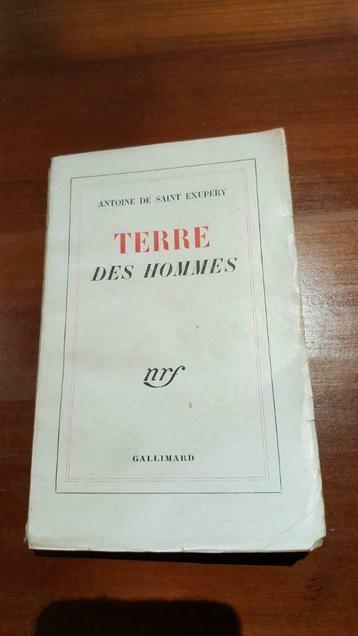 ANTOINE DE SAINT EXUPÉRY
TERRE
DES HOMMES
nrf
GALLIMARD